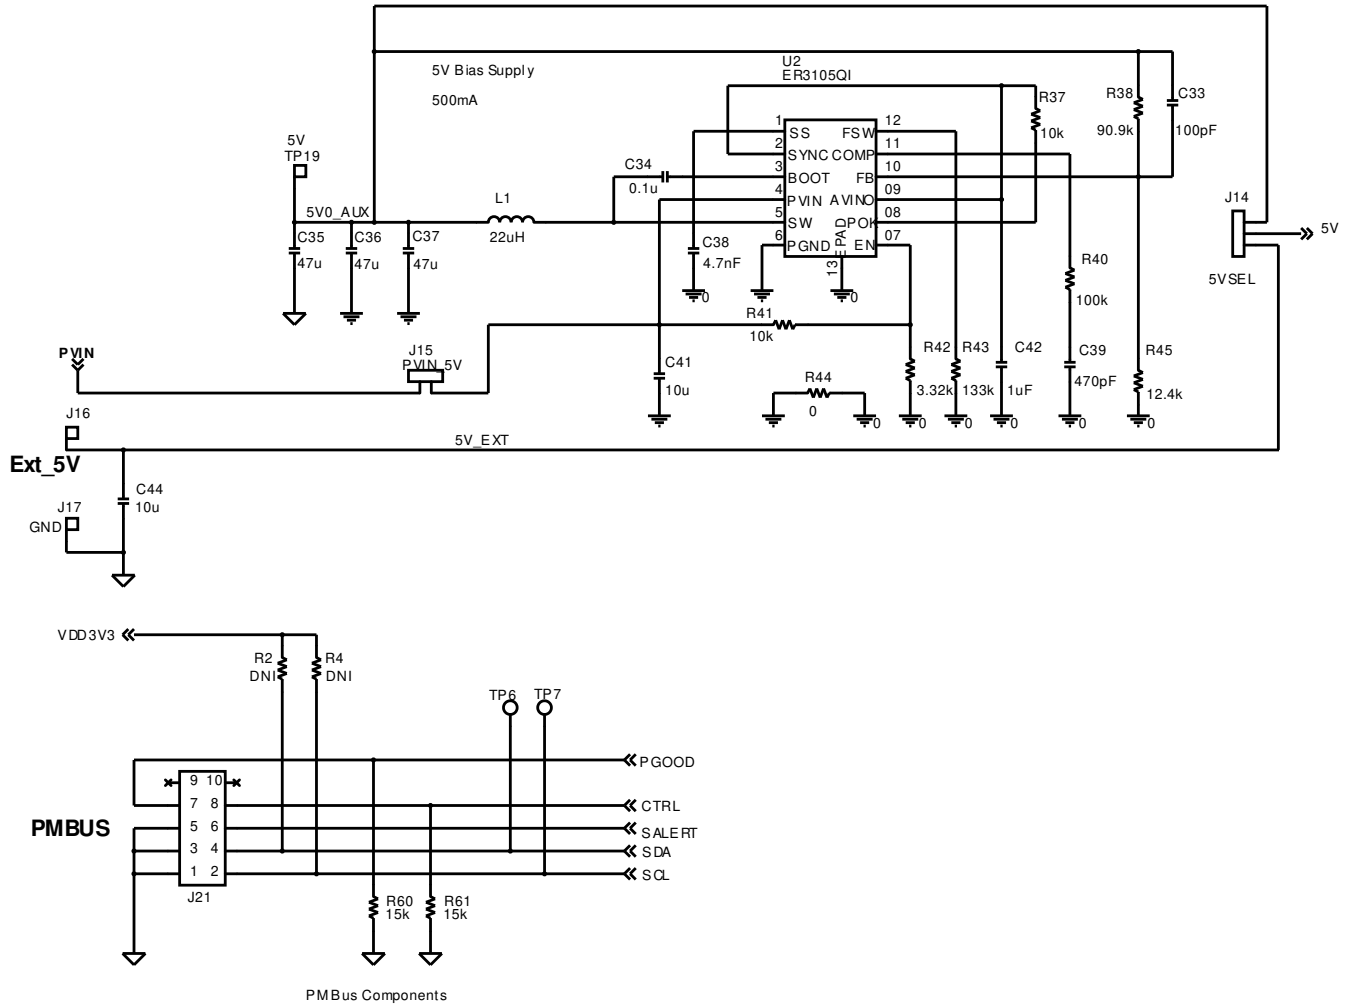 5V Bias Supply
500mA
U2
ER3105QI
R37
10k
R38
90.9k
C33
100pF
5V
TP19
5V0_AUX
C35
47u
C36
47u
C37
47u
L1
22uH
C34
0.1u
C38
4.7nF
0
1
SS
2
SYNC
3
BOOT
4
PVIN
5
SW
6
PGND
EPAD
13
0
12
FSW
11
COMP
10
FB
09
AVINO
08
POK
07
EN
J14
5V
5VSEL
R40
100k
R41
10k
PVIN
J15
PVIN_5V
C41
10u
R44
0
0
R42
3.32k
0
R43
133k
0
C42
1uF
0
C39
470pF
0
R45
12.4k
0
J16
Ext_5V
5V_EXT
C44
10u
J17
GND
VDD3V3
R2
DNI
R4
DNI
TP6
TP7
PGOOD
9 10
7 8
CTRL
PMBUS
5 6
SALERT
3 4
SDA
1 2
SCL
J21
R60
15k
R61
15k
PMBus Components